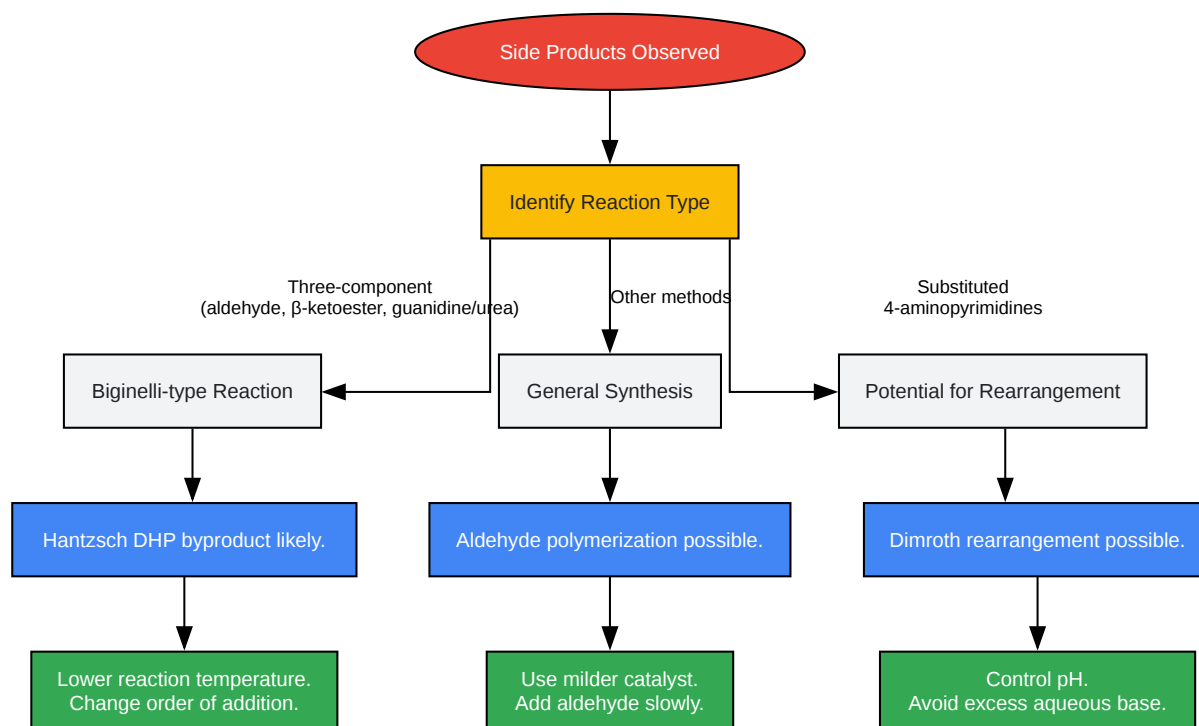 Side Products Observed
Identify Reaction Type
Three-component
(aldehyde, β-ketoester, guanidine/urea)
Other methods
Substituted
4-aminopyrimidines
Biginelli-type Reaction
General Synthesis
Potential for Rearrangement
Hantzsch DHP byproduct likely.
Aldehyde polymerization possible.
Dimroth rearrangement possible.
Lower reaction temperature.
Change order of addition.
Use milder catalyst.
Add aldehyde slowly.
Control pH.
Avoid excess aqueous base.